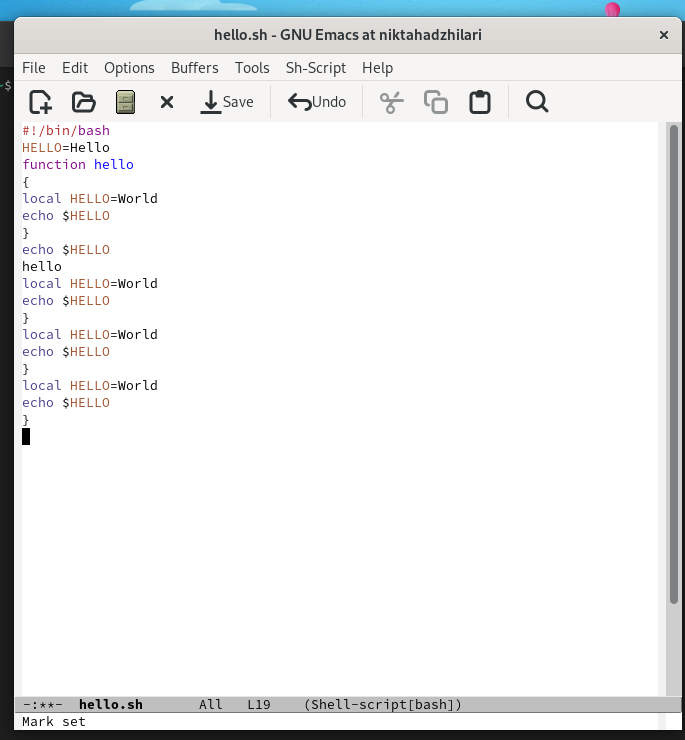 hello.sh - GNU Emacs at niktahadzhilari
File Edit Options Buffers Tools Sh-Script Help
Save Undo
~$
#!/bin/bash
HELLO=Hello
function hello
{
local HELLO=World
echo $HELLO
}
echo $HELLO
hello
local HELLO=World
echo $HELLO
}
local HELLO=World
echo $HELLO
}
local HELLO=World
echo $HELLO
}
-:**- hello.sh All L19 (Shell-script[bash])
Mark set